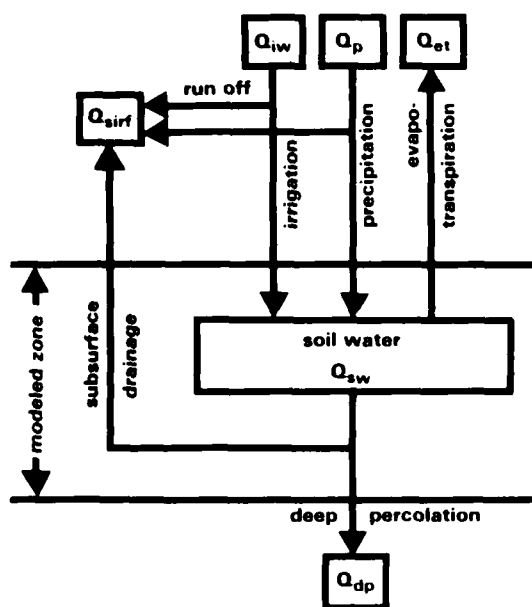 Q_iw
Q_p
Q_et
run off
Q_sirf
irrigation
precipitation
evapo-
transpiration
modeled zone
subsurface
drainage
soil water
Q_sw
deep percolation
Q_dp